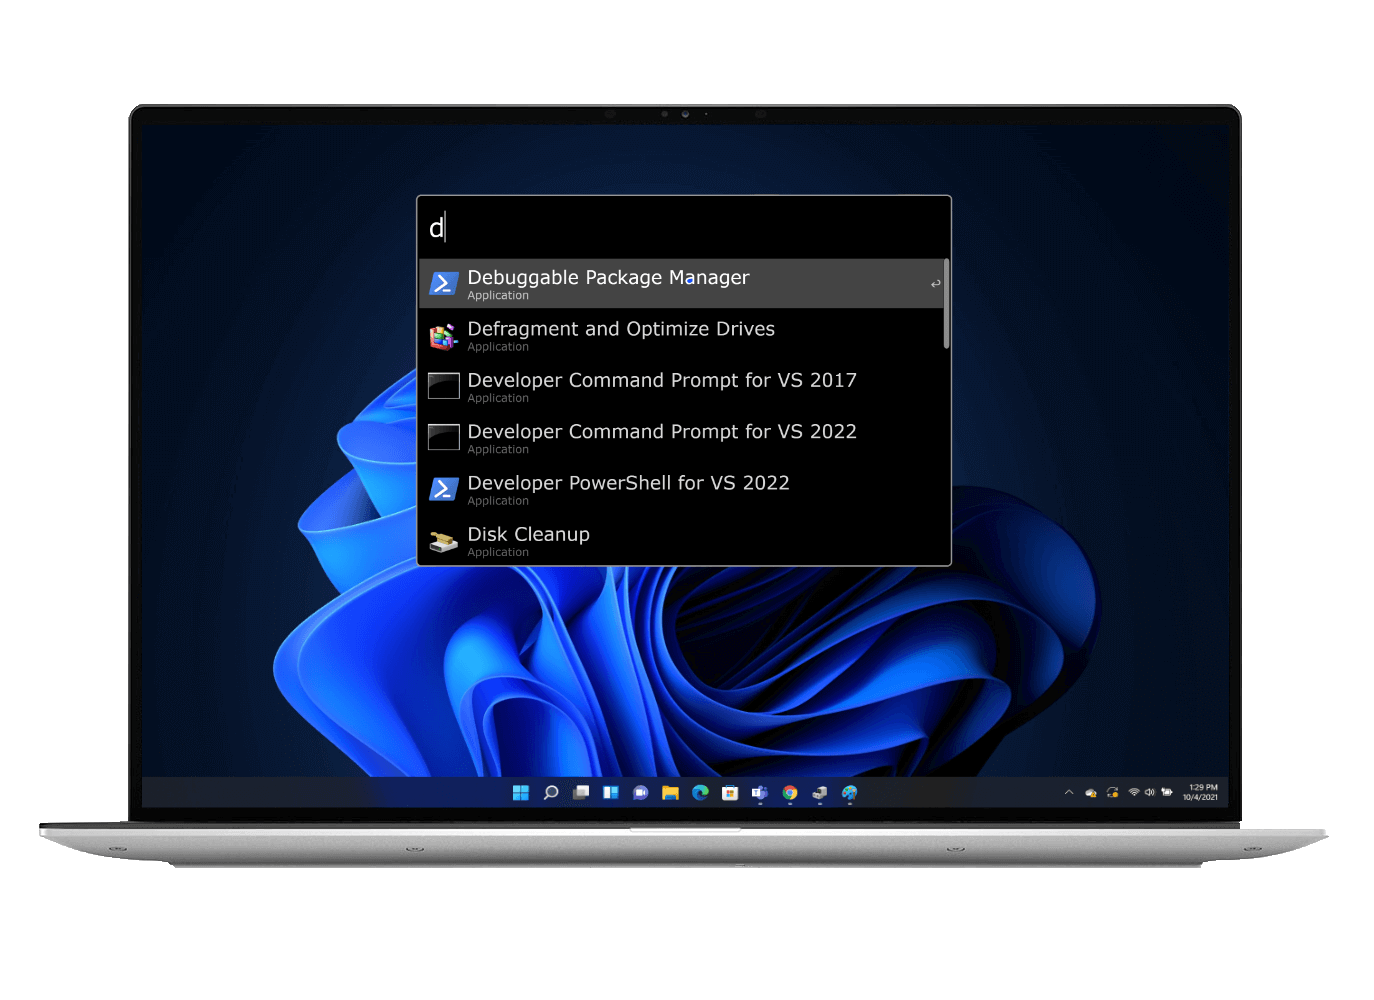 d
Debuggable Package Manager
Application
Defragment and Optimize Drives
Application
Developer Command Prompt for VS 2017
Application
Developer Command Prompt for VS 2022
Application
Developer PowerShell for VS 2022
Application
Disk Cleanup
Application
1:29 PM
10/4/2021